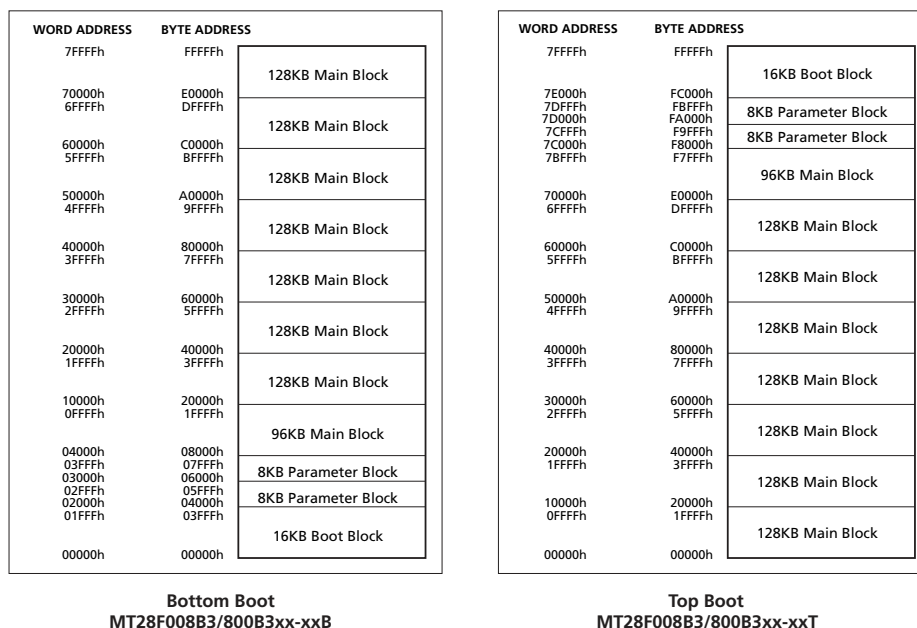 WORD ADDRESS BYTE ADDRESS
7FFFFh FFFFFh
128KB Main Block
70000h E0000h
6FFFFh DFFFFh
128KB Main Block
60000h C0000h
5FFFFh BFFFFh
128KB Main Block
50000h A0000h
4FFFFh 9FFFFh
128KB Main Block
40000h 80000h
3FFFFh 7FFFFh
128KB Main Block
30000h 60000h
2FFFFh 5FFFFh
128KB Main Block
20000h 40000h
1FFFFh 3FFFFh
128KB Main Block
10000h 20000h
0FFFFh 1FFFFh
96KB Main Block
04000h 08000h
03FFFh 07FFFh
8KB Parameter Block
03000h 06000h
02FFFh 05FFFh
8KB Parameter Block
02000h 04000h
01FFFh 03FFFh
16KB Boot Block
00000h 00000h
Bottom Boot
MT28F008B3/800B3xx-xxB
WORD ADDRESS BYTE ADDRESS
7FFFFh FFFFFh
16KB Boot Block
7E000h FC000h
7DFFFh FBFFFh
8KB Parameter Block
7D000h FA000h
7CFFFh F9FFFh
8KB Parameter Block
7C000h F8000h
7BFFFh F7FFFh
96KB Main Block
70000h E0000h
6FFFFh DFFFFh
128KB Main Block
60000h C0000h
5FFFFh BFFFFh
128KB Main Block
50000h A0000h
4FFFFh 9FFFFh
128KB Main Block
40000h 80000h
3FFFFh 7FFFFh
128KB Main Block
30000h 60000h
2FFFFh 5FFFFh
128KB Main Block
20000h 40000h
1FFFFh 3FFFFh
128KB Main Block
10000h 20000h
0FFFFh 1FFFFh
128KB Main Block
00000h 00000h
Top Boot
MT28F008B3/800B3xx-xxT